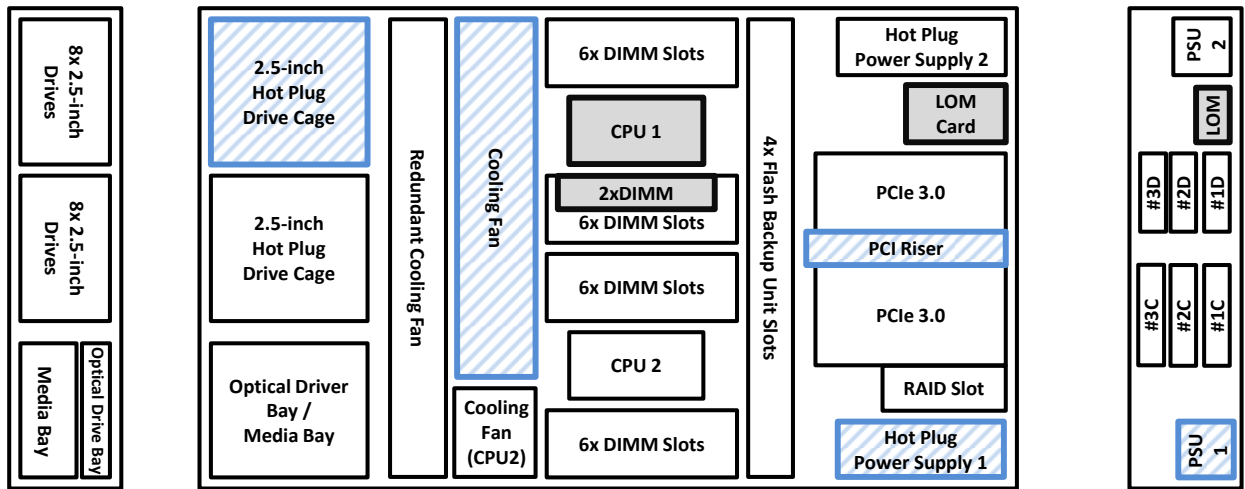 8x 2.5-inch
Drives
8x 2.5-inch
Drives
Media Bay
Optical Drive Bay
2.5-inch
Hot Plug
Drive Cage
2.5-inch
Hot Plug
Drive Cage
Optical Driver
Bay /
Media Bay
Redundant Cooling Fan
Cooling Fan
Cooling
Fan
(CPU2)
6x DIMM Slots
CPU 1
2xDIMM
6x DIMM Slots
6x DIMM Slots
CPU 2
6x DIMM Slots
4x Flash Backup Unit Slots
Hot Plug
Power Supply 2
LOM
Card
PCIe 3.0
PCI Riser
PCIe 3.0
RAID Slot
Hot Plug
Power Supply 1
PSU
2
LOM
#3D
#2D
#1D
#3C
#2C
#1C
PSU
1